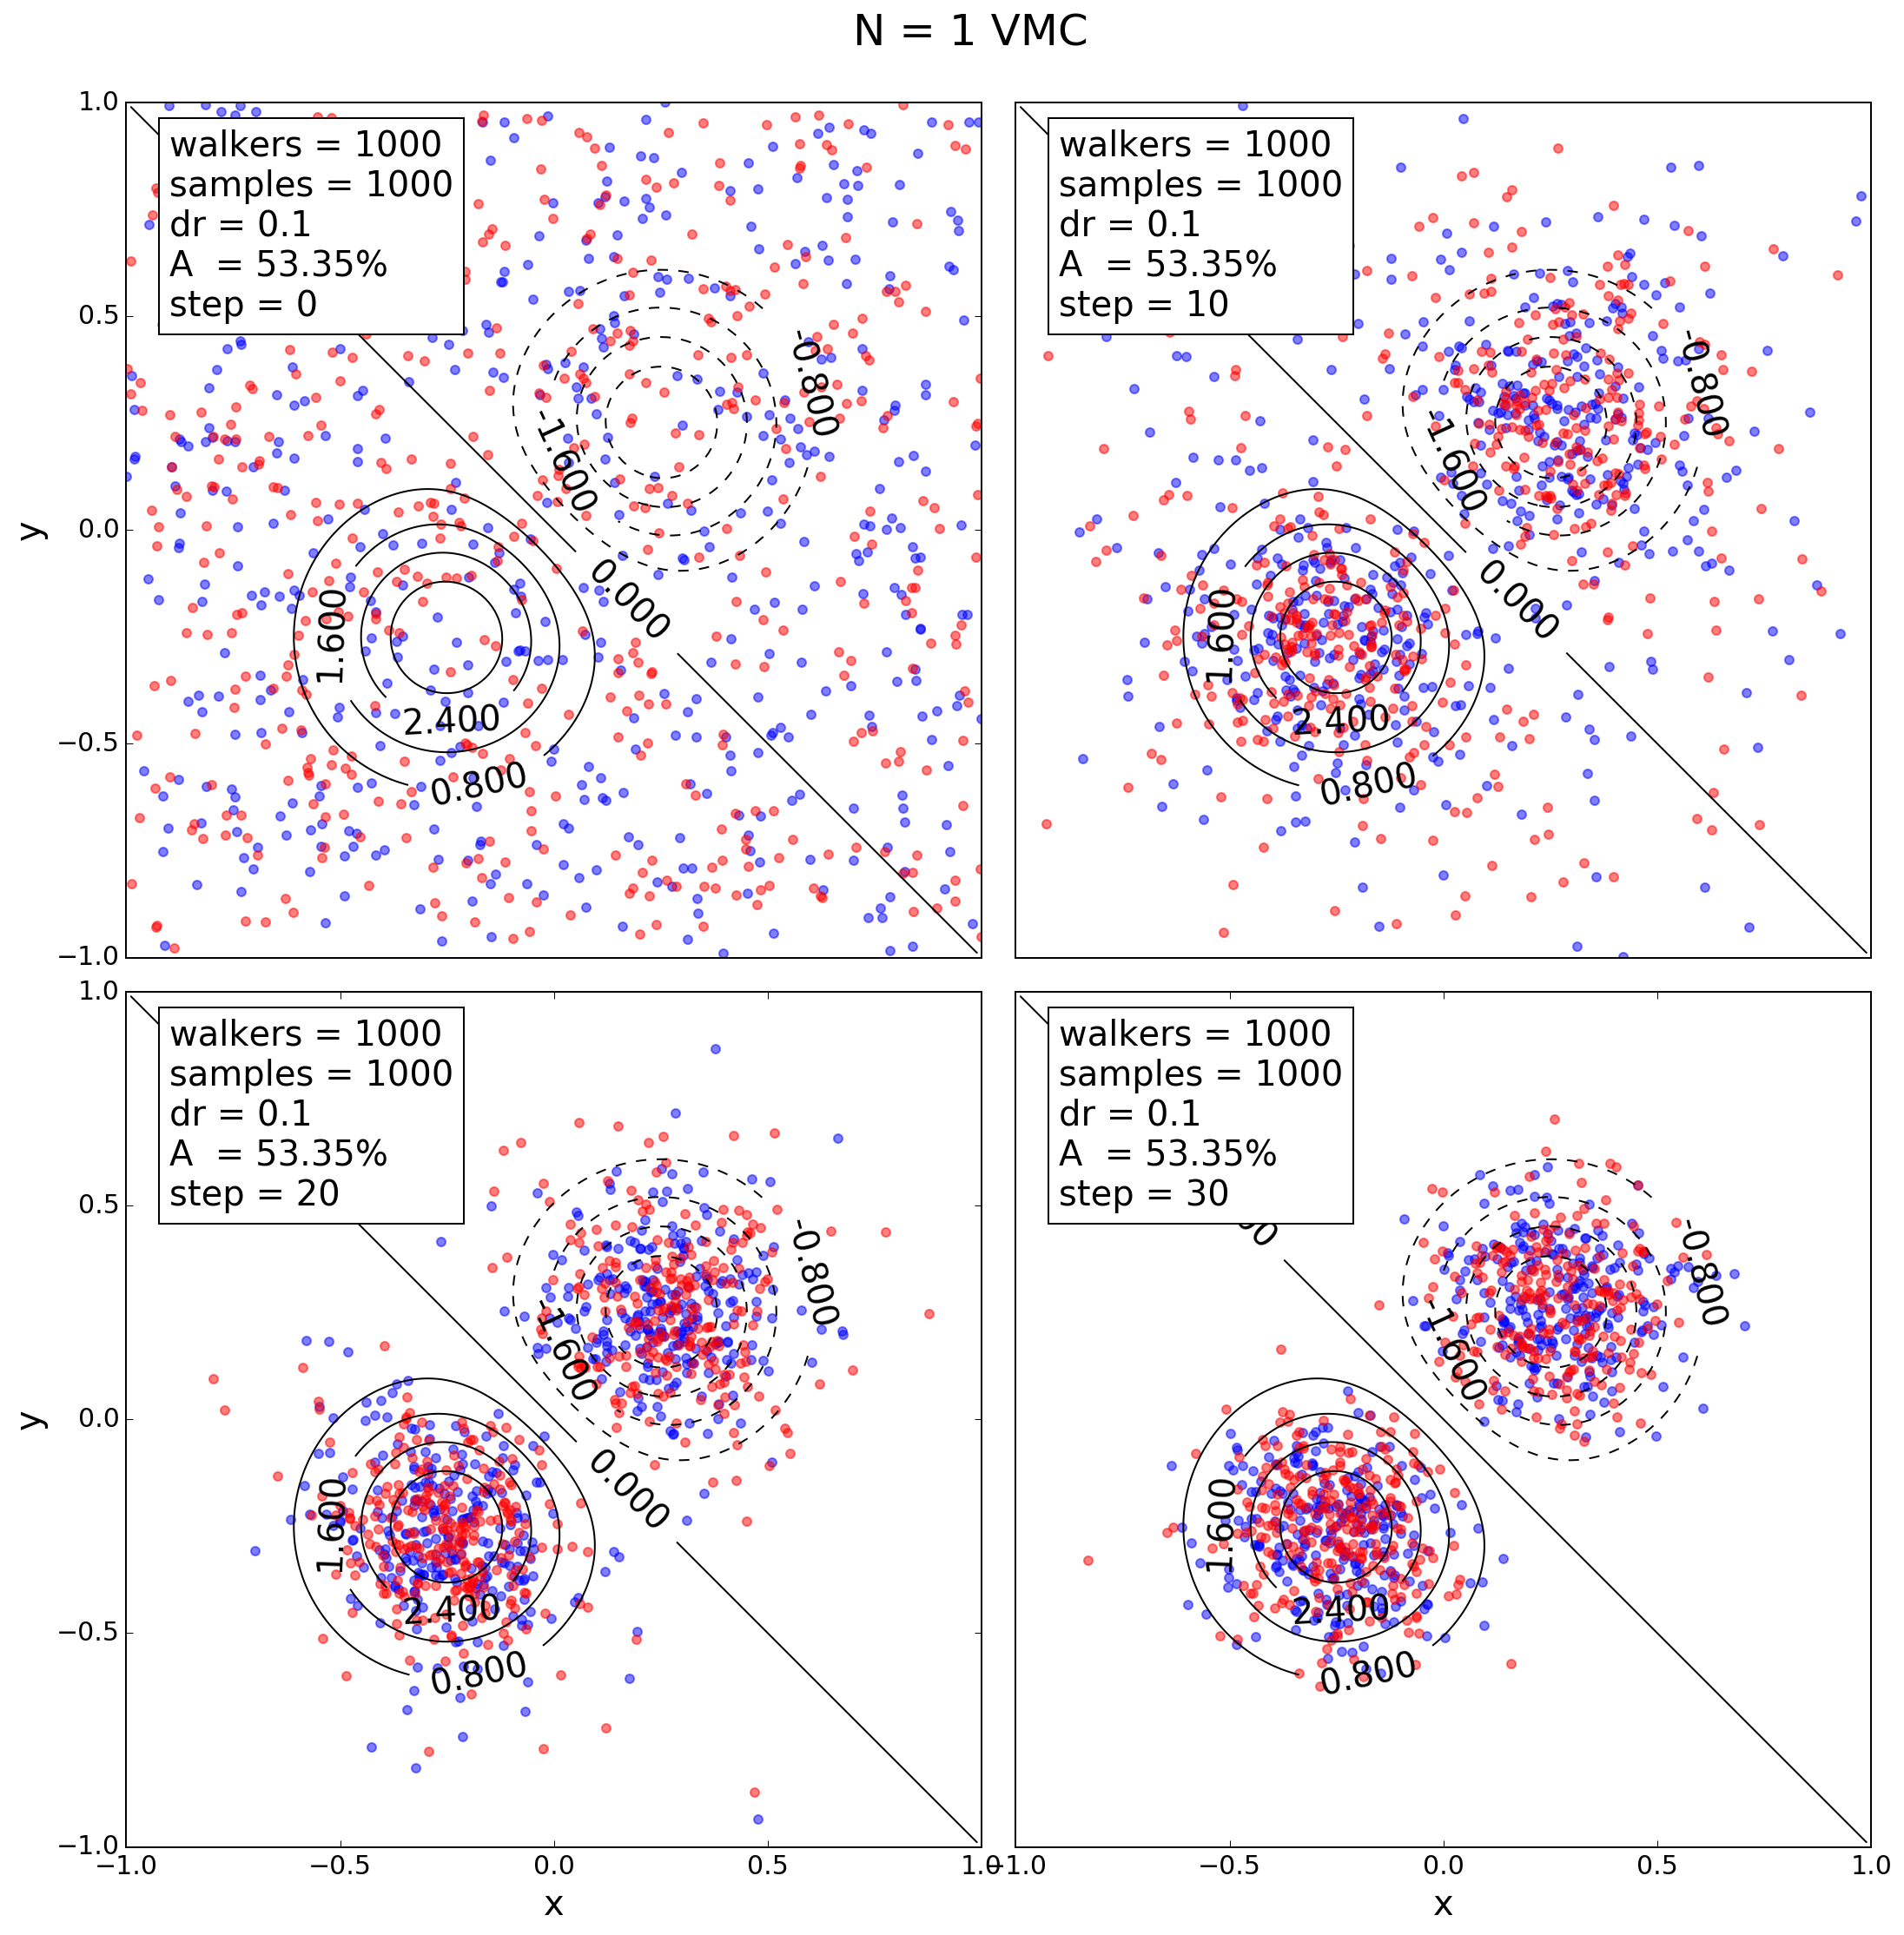 N = 1 VMC
1.0
walkers = 1000
samples = 1000
dr = 0.1
A = 53.35%
step = 0
0.5
0.0
−0.5
−1.0
y
-0.800
-1.600
0.000
1.600
2.400
0.800
walkers = 1000
samples = 1000
dr = 0.1
A = 53.35%
step = 10
-0.800
-1.600
0.000
1.600
2.400
0.800
1.0
walkers = 1000
samples = 1000
dr = 0.1
A = 53.35%
step = 20
0.5
0.0
−0.5
−1.0
y
-0.800
-1.600
0.000
1.600
2.400
0.800
−1.0 −0.5 0.0 0.5 1.0
x
walkers = 1000
samples = 1000
dr = 0.1
A = 53.35%
step = 30
-0.800
-1.600
1.600
2.400
0.800
−1.0 −0.5 0.0 0.5 1.0
x